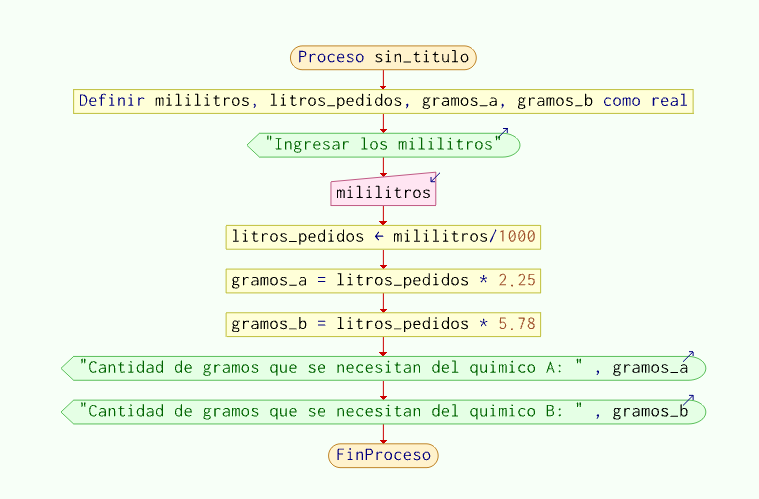 Proceso sin_titulo
Definir mililitros, litros_pedidos, gramos_a, gramos_b como real
"Ingresar los mililitros"
mililitros
litros_pedidos ← mililitros/1000
gramos_a = litros_pedidos * 2.25
gramos_b = litros_pedidos * 5.78
"Cantidad de gramos que se necesitan del quimico A: " , gramos_a
"Cantidad de gramos que se necesitan del quimico B: " , gramos_b
FinProceso